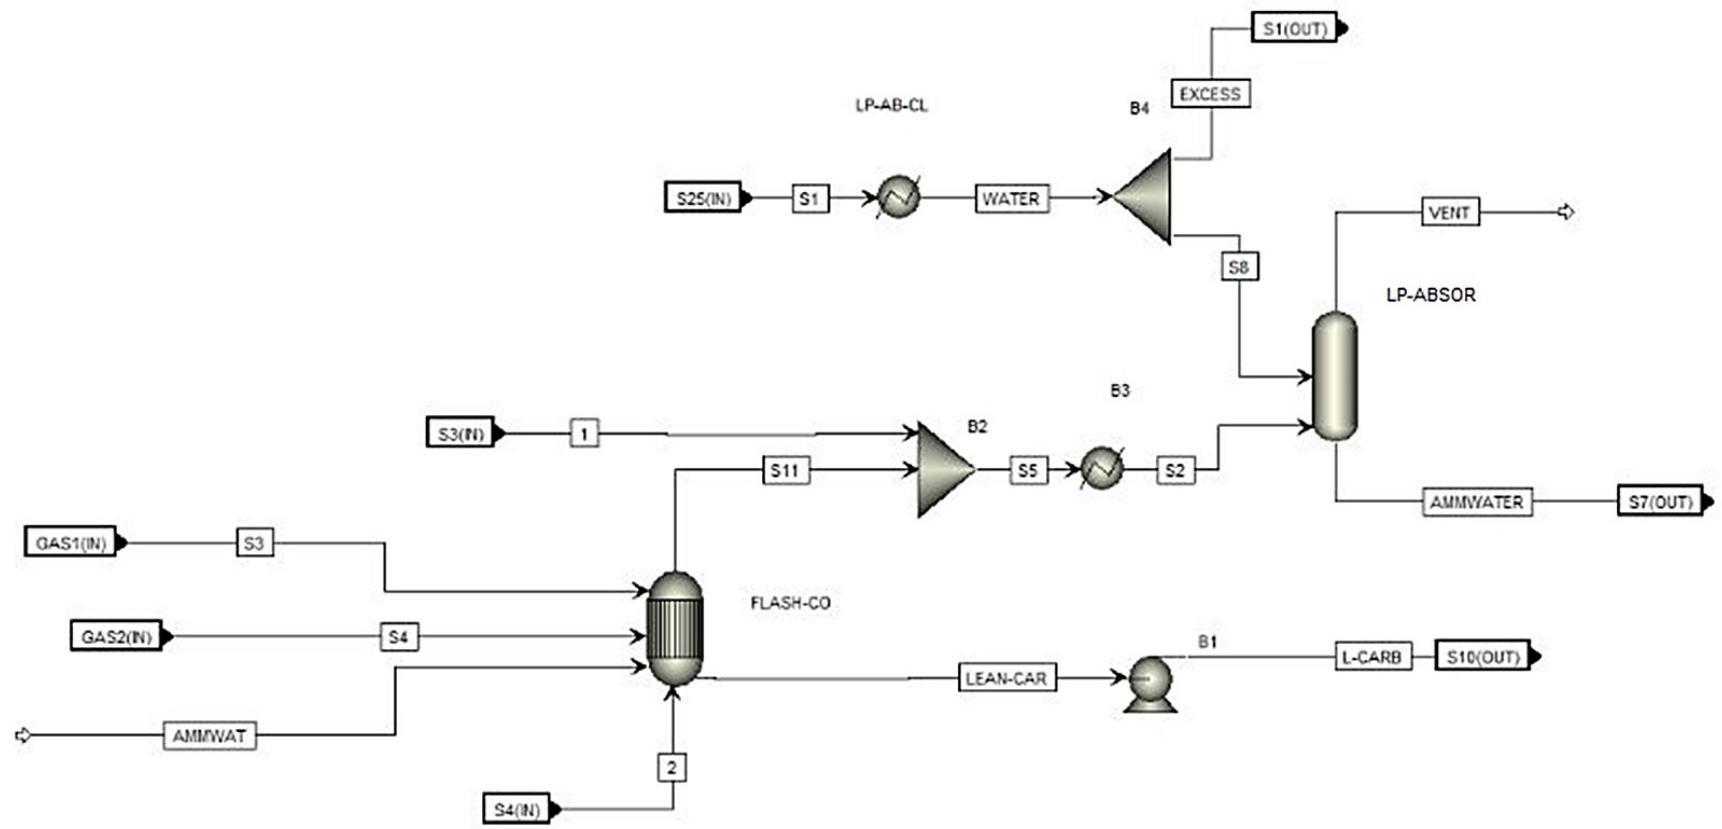 S1(OUT)
EXCESS
LP-AB-CL
B4
S25(IN)
S1
WATER
VENT
S8
LP-ABSOR
B3
S3(IN)
1
B2
S11
S5
S2
AMMWATER
S7(OUT)
GAS1(IN)
S3
FLASH-CO
GAS2(IN)
S4
B1
L-CARB
S10(OUT)
LEAN-CAR
AMMWAT
2
S4(IN)